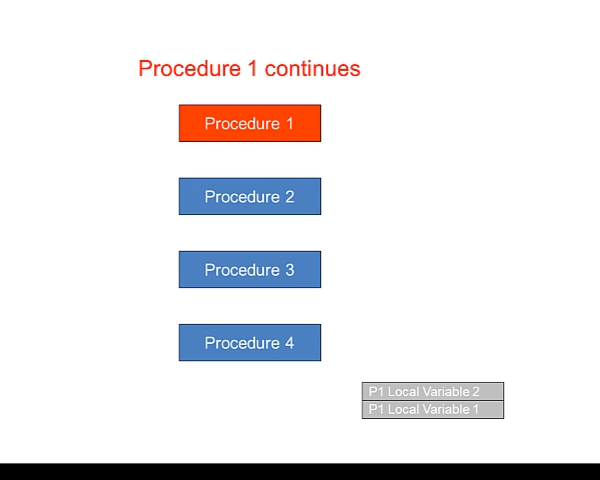 Procedure 1 continues
Procedure 1
Procedure 2
Procedure 3
Procedure 4
P1 Local Variable 2
P1 Local Variable 1